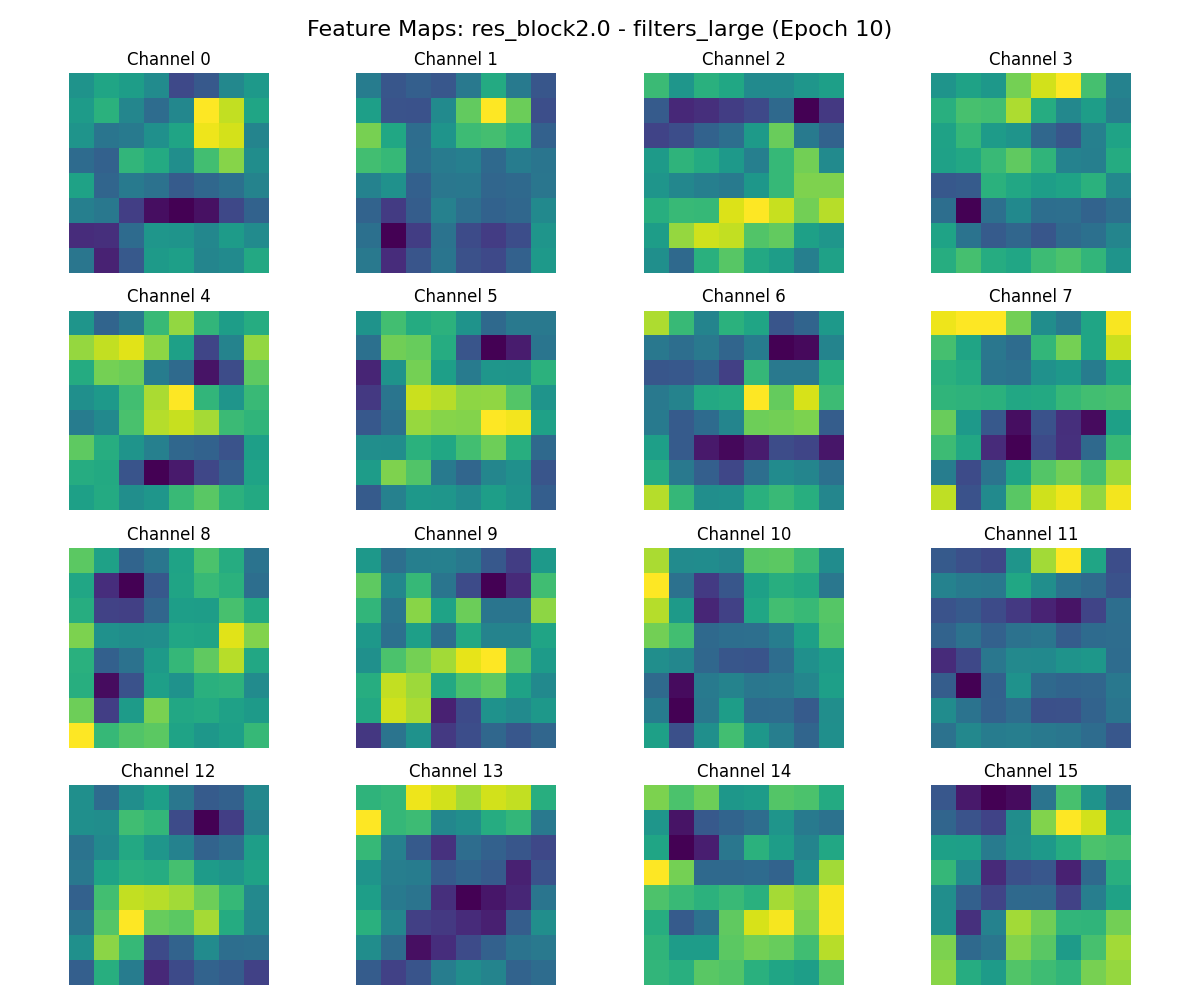 Feature Maps: res_block2.0 - filters_large (Epoch 10)
Channel 0
Channel 1
Channel 2
Channel 3
Channel 4
Channel 5
Channel 6
Channel 7
Channel 8
Channel 9
Channel 10
Channel 11
Channel 12
Channel 13
Channel 14
Channel 15